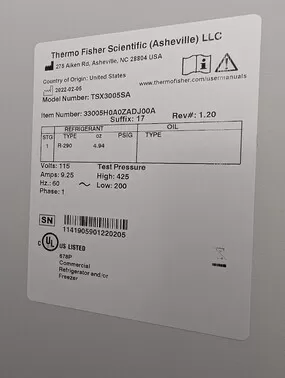 Thermo Fisher Scientific (Asheville) LLC
275 Aiken Rd, Asheville, NC 28804 USA
Country of Origin: United States
2022-02-05
thermofisher.com/usermanuals
Model Number: TSX3005SA
Item Number: 33005H0A0ZADJ00A
Suffix: 17 Rev#: 1.20
REFRIGERANT OIL
STG TYPE oz PSIG TYPE
1 R-290 4.94
Volts: 115 Test Pressure
Amps: 9.25 High: 425
Hz.: 60 ~ Low: 200
Phase: 1
SN
1141905901220205
C UL US LISTED
678P
Commercial
Refrigerator and/or
Freezer